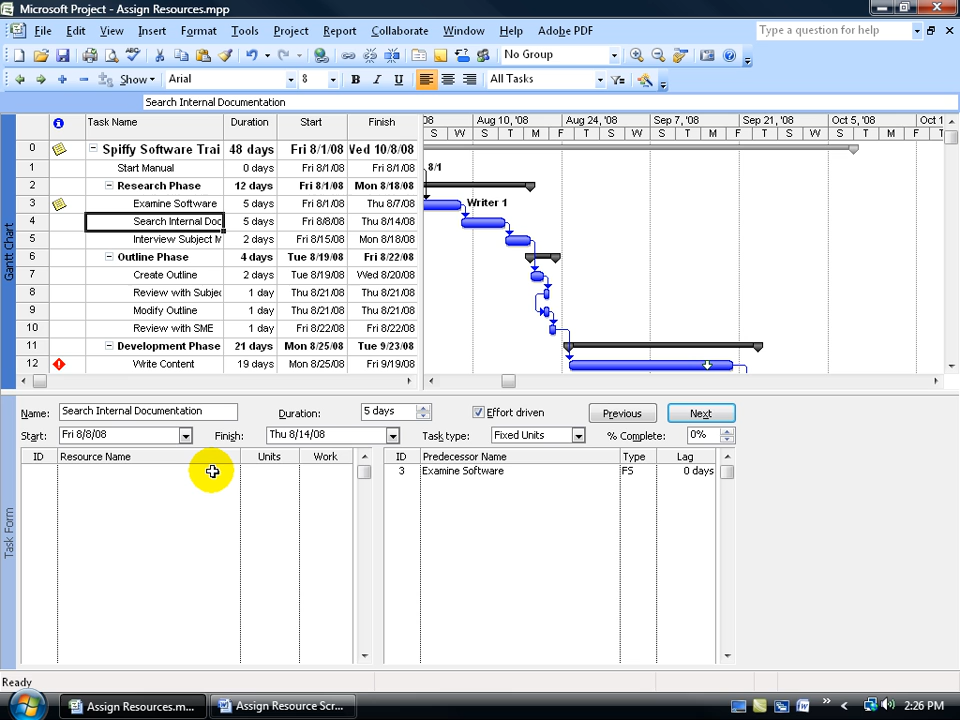 Microsoft Project - Assign Resources.mpp
File Edit View Insert Format Tools Project Report Collaborate Window Help Adobe PDF Type a question for help
No Group
Show Arial 8 B I U All Tasks
Search Internal Documentation
Task Name Duration Start Finish
'08 Aug 10, '08 Aug 24, '08 Sep 7, '08 Sep 21, '08 Oct 5, '08 Oct 1
S W S T M F T S W S T M F T
0 Spiffy Software Trai 48 days Fri 8/1/08 Wed 10/8/08
1 Start Manual 0 days Fri 8/1/08 Fri 8/1/08 8/1
2 Research Phase 12 days Fri 8/1/08 Mon 8/18/08
3 Examine Software 5 days Fri 8/1/08 Thu 8/7/08 Writer 1
4 Search Internal Doc 5 days Fri 8/8/08 Thu 8/14/08
5 Interview Subject M 2 days Fri 8/15/08 Mon 8/18/08
6 Outline Phase 4 days Tue 8/19/08 Fri 8/22/08
7 Create Outline 2 days Tue 8/19/08 Wed 8/20/08
8 Review with Subje 1 day Thu 8/21/08 Thu 8/21/08
9 Modify Outline 1 day Thu 8/21/08 Thu 8/21/08
10 Review with SME 1 day Fri 8/22/08 Fri 8/22/08
11 Development Phase 21 days Mon 8/25/08 Tue 9/23/08
12 Write Content 19 days Mon 8/25/08 Fri 9/19/08
Gantt Chart
Name: Search Internal Documentation Duration: 5 days Effort driven Previous Next
Start: Fri 8/8/08 Finish: Thu 8/14/08 Task type: Fixed Units % Complete: 0%
ID Resource Name Units Work ID Predecessor Name Type Lag
3 Examine Software FS 0 days
Task Form
Ready
Assign Resources.m... Assign Resource Scr... 2:26 PM